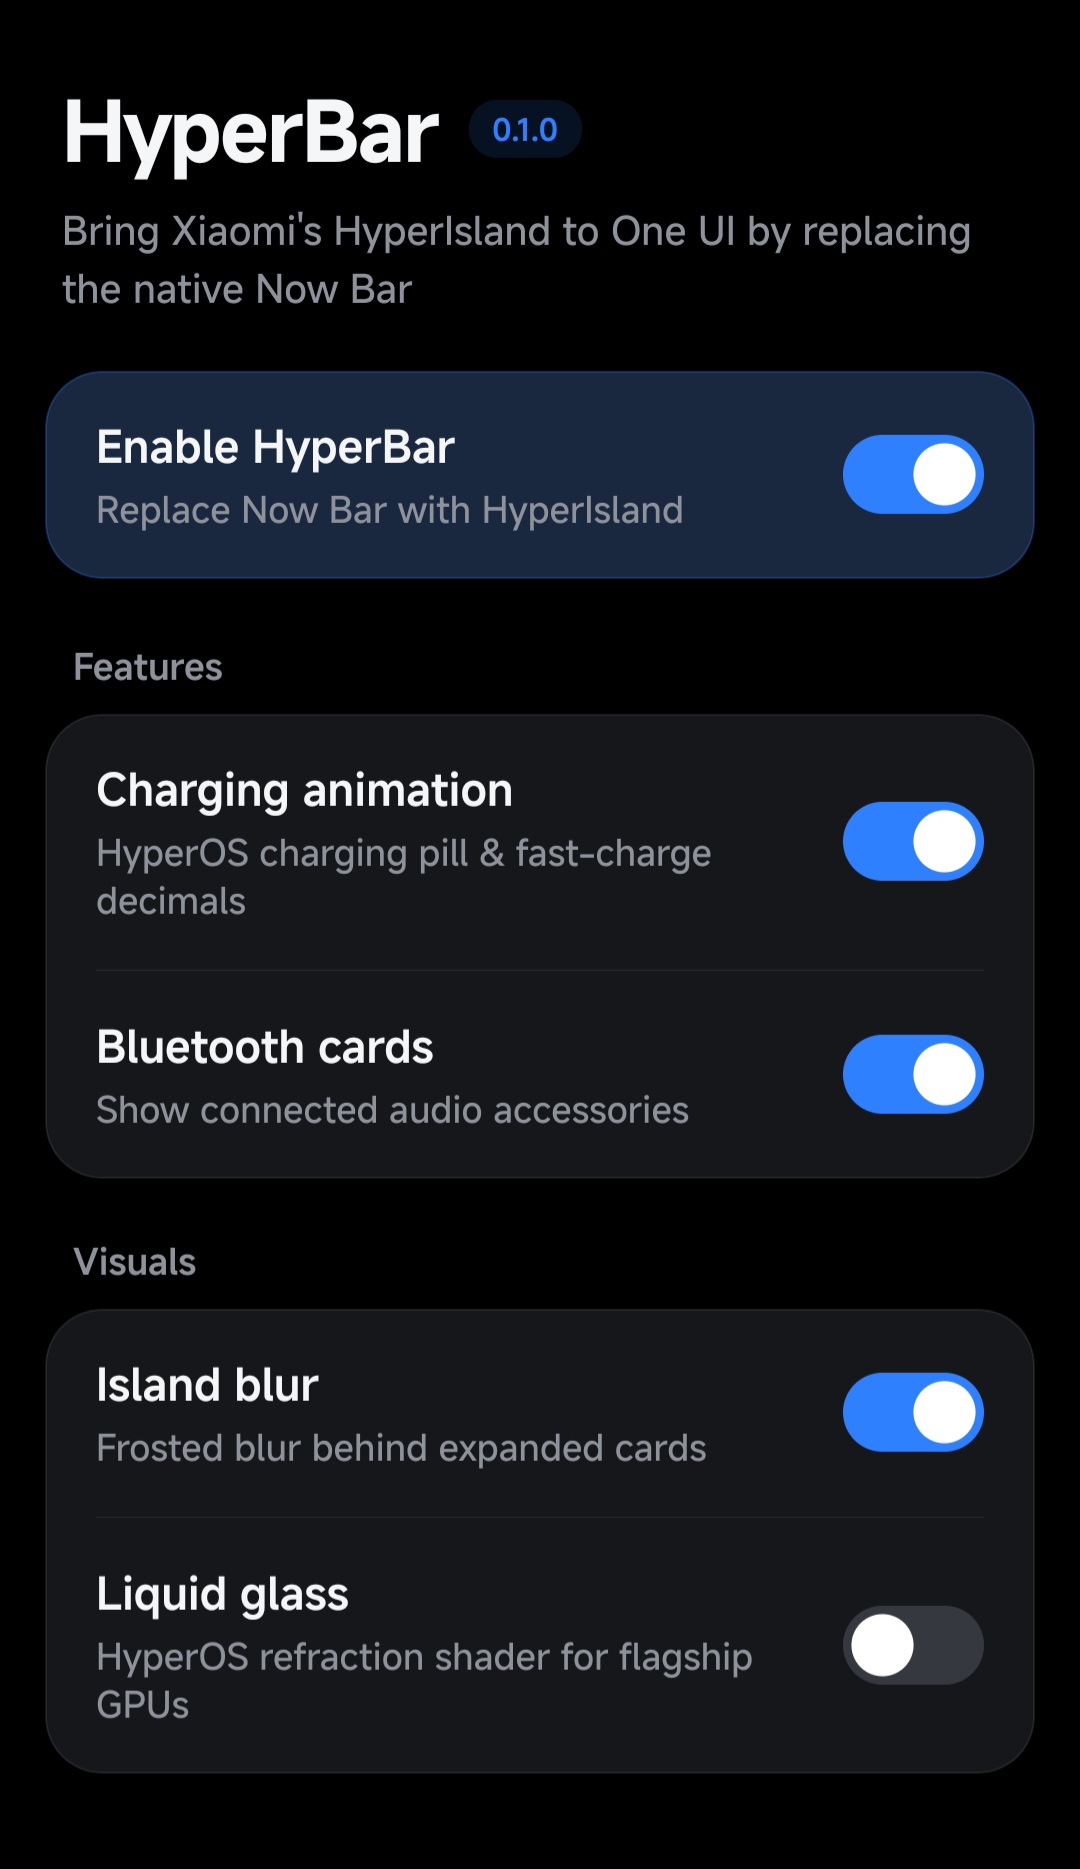 HyperBar 0.1.0
Bring Xiaomi's HyperIsland to One UI by replacing
the native Now Bar
Enable HyperBar
Replace Now Bar with HyperIsland
Features
Charging animation
HyperOS charging pill & fast-charge
decimals
Bluetooth cards
Show connected audio accessories
Visuals
Island blur
Frosted blur behind expanded cards
Liquid glass
HyperOS refraction shader for flagship
GPUs